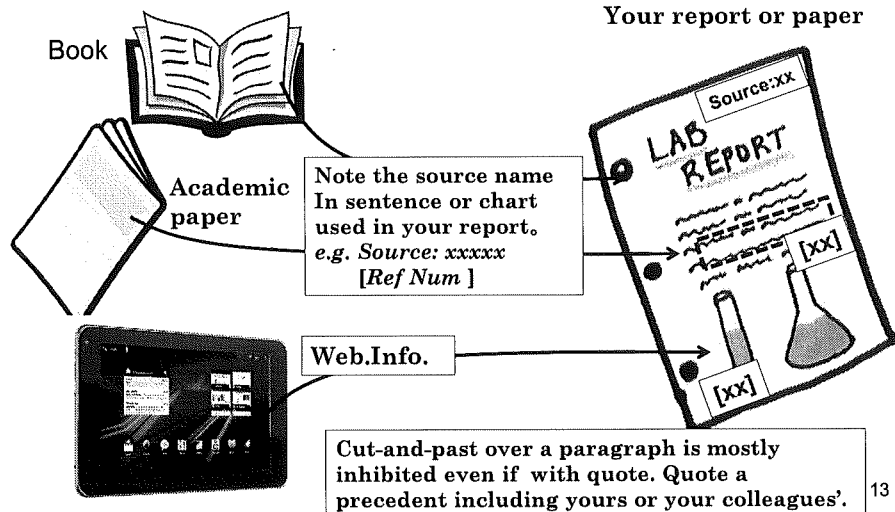 Your report or paper
Book
Source:xx
LAB
REPORT
Academic
paper
Note the source name
In sentence or chart
used in your report。
e.g. Source: xxxxx
[Ref Num ]
[xx]
Web.Info.
[xx]
Cut-and-past over a paragraph is mostly
inhibited even if with quote. Quote a
precedent including yours or your colleagues'.
13